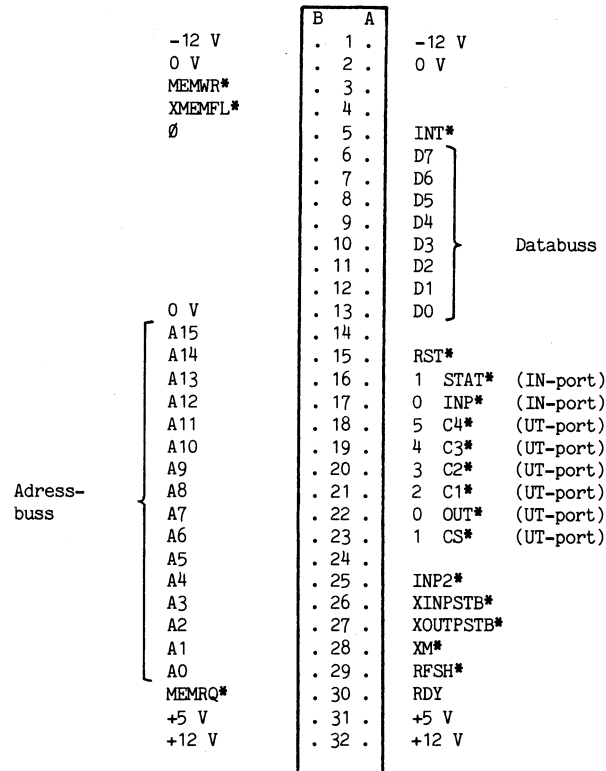 B A
-12 V . 1 . -12 V
0 V . 2 . 0 V
MEMWR* . 3 .
XMEMFL* . 4 .
Ø . 5 . INT*
. 6 . D7
. 7 . D6
. 8 . D5
. 9 . D4
. 10 . D3 Databuss
. 11 . D2
. 12 . D1
0 V . 13 . D0
A15 . 14 .
A14 . 15 . RST*
A13 . 16 . 1 STAT* (IN-port)
A12 . 17 . 0 INP* (IN-port)
A11 . 18 . 5 C4* (UT-port)
A10 . 19 . 4 C3* (UT-port)
A9 . 20 . 3 C2* (UT-port)
Adress- A8 . 21 . 2 C1* (UT-port)
buss A7 . 22 . 0 OUT* (UT-port)
A6 . 23 . 1 CS* (UT-port)
A5 . 24 .
A4 . 25 . INP2*
A3 . 26 . XINPSTB*
A2 . 27 . XOUTPSTB*
A1 . 28 . XM*
A0 . 29 . RFSH*
MEMRQ* . 30 . RDY
+5 V . 31 . +5 V
+12 V . 32 . +12 V